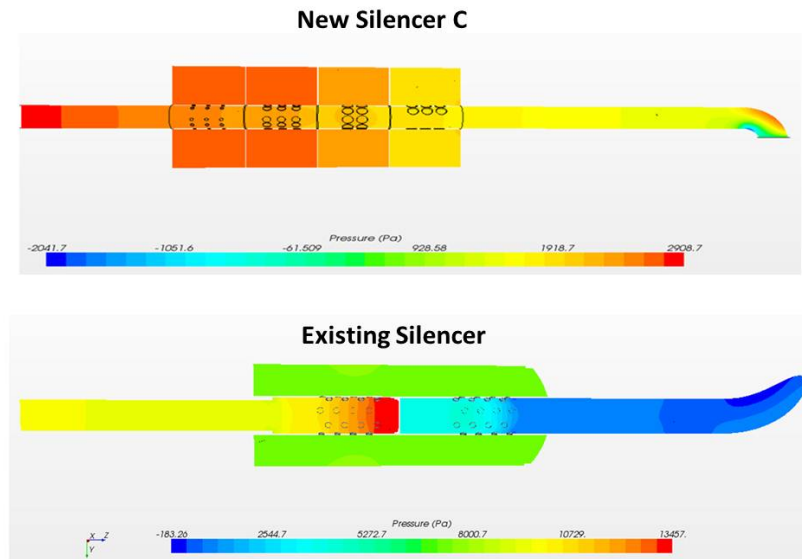 New Silencer C
Pressure (Pa)
-2041.7 -1051.6 -61.509 928.58 1918.7 2908.7
Existing Silencer
Pressure (Pa)
-183.26 2544.7 5272.7 8000.7 10729. 13457.
X Z
Y